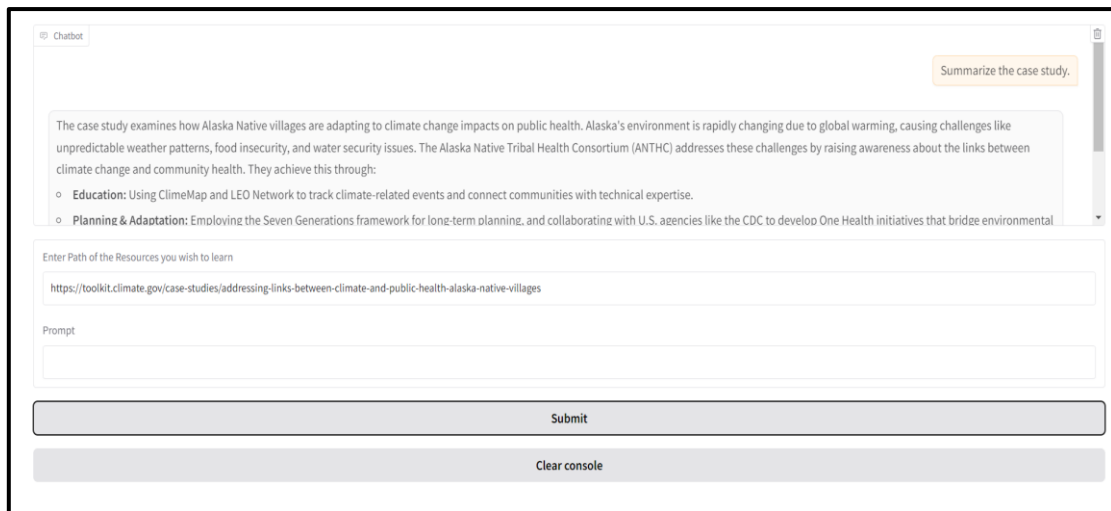 Chatbot
Summarize the case study.
The case study examines how Alaska Native villages are adapting to climate change impacts on public health. Alaska's environment is rapidly changing due to global warming, causing challenges like
unpredictable weather patterns, food insecurity, and water security issues. The Alaska Native Tribal Health Consortium (ANTHC) addresses these challenges by raising awareness about the links between
climate change and community health. They achieve this through:
Education: Using ClimeMap and LEO Network to track climate-related events and connect communities with technical expertise.
Planning & Adaptation: Employing the Seven Generations framework for long-term planning, and collaborating with U.S. agencies like the CDC to develop One Health initiatives that bridge environmental
Enter Path of the Resources you wish to learn
https://toolkit.climate.gov/case-studies/addressing-links-between-climate-and-public-health-alaska-native-villages
Prompt
Submit
Clear console